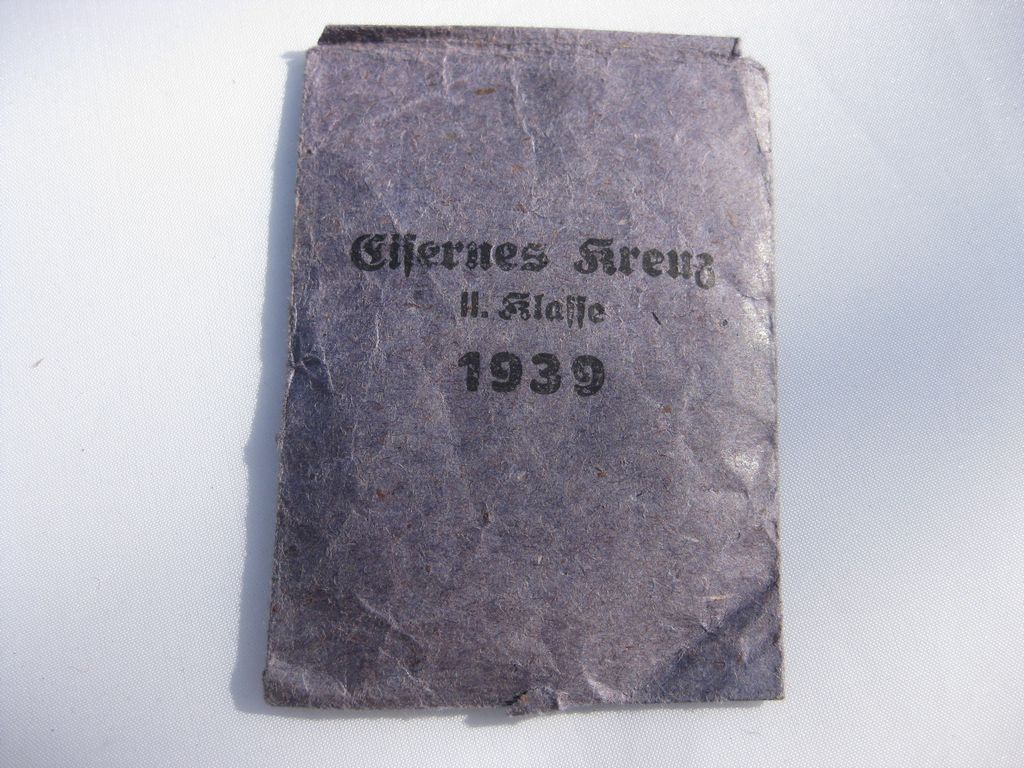 Eisernes Kreuz
II. Klasse
1939